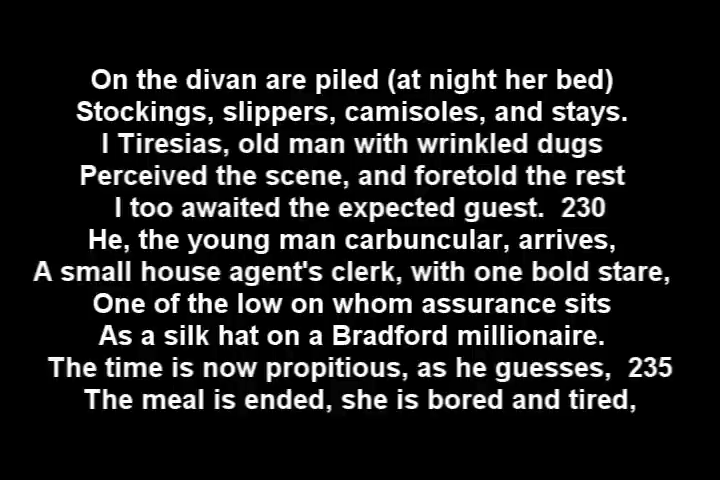 On the divan are piled (at night her bed)
Stockings, slippers, camisoles, and stays.
I Tiresias, old man with wrinkled dugs
Perceived the scene, and foretold the rest
I too awaited the expected guest. 230
He, the young man carbuncular, arrives,
A small house agent's clerk, with one bold stare,
One of the low on whom assurance sits
As a silk hat on a Bradford millionaire.
The time is now propitious, as he guesses, 235
The meal is ended, she is bored and tired,